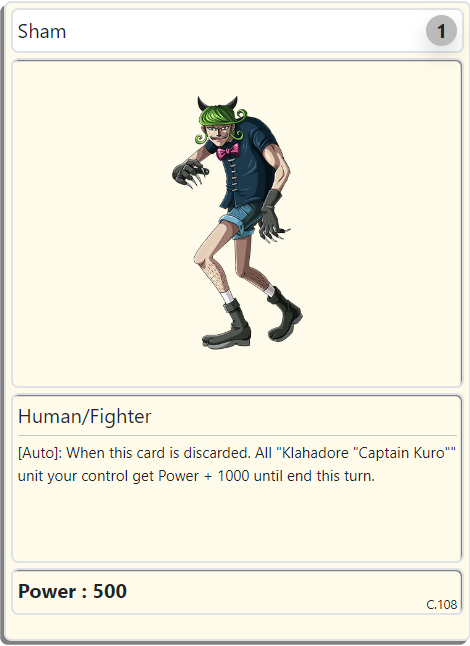 Sham
1
Human/Fighter
[Auto]: When this card is discarded. All "Klahadore "Captain Kuro""
unit your control get Power + 1000 until end this turn.
Power : 500
C.108